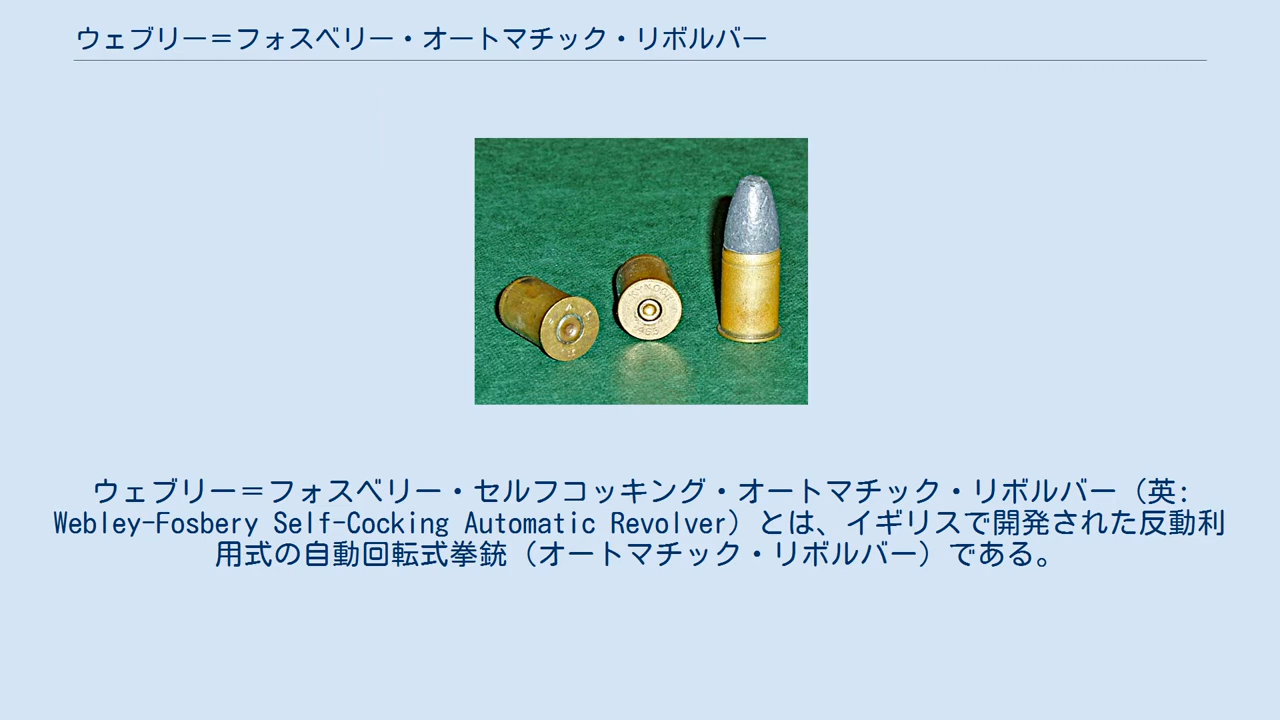 ウェブリー＝フォスベリー・オートマチック・リボルバー
KYNOCH
.455
ウェブリー＝フォスベリー・セルフコッキング・オートマチック・リボルバー（英:
Webley-Fosbery Self-Cocking Automatic Revolver）とは、イギリスで開発された反動利
用式の自動回転式拳銃（オートマチック・リボルバー）である。